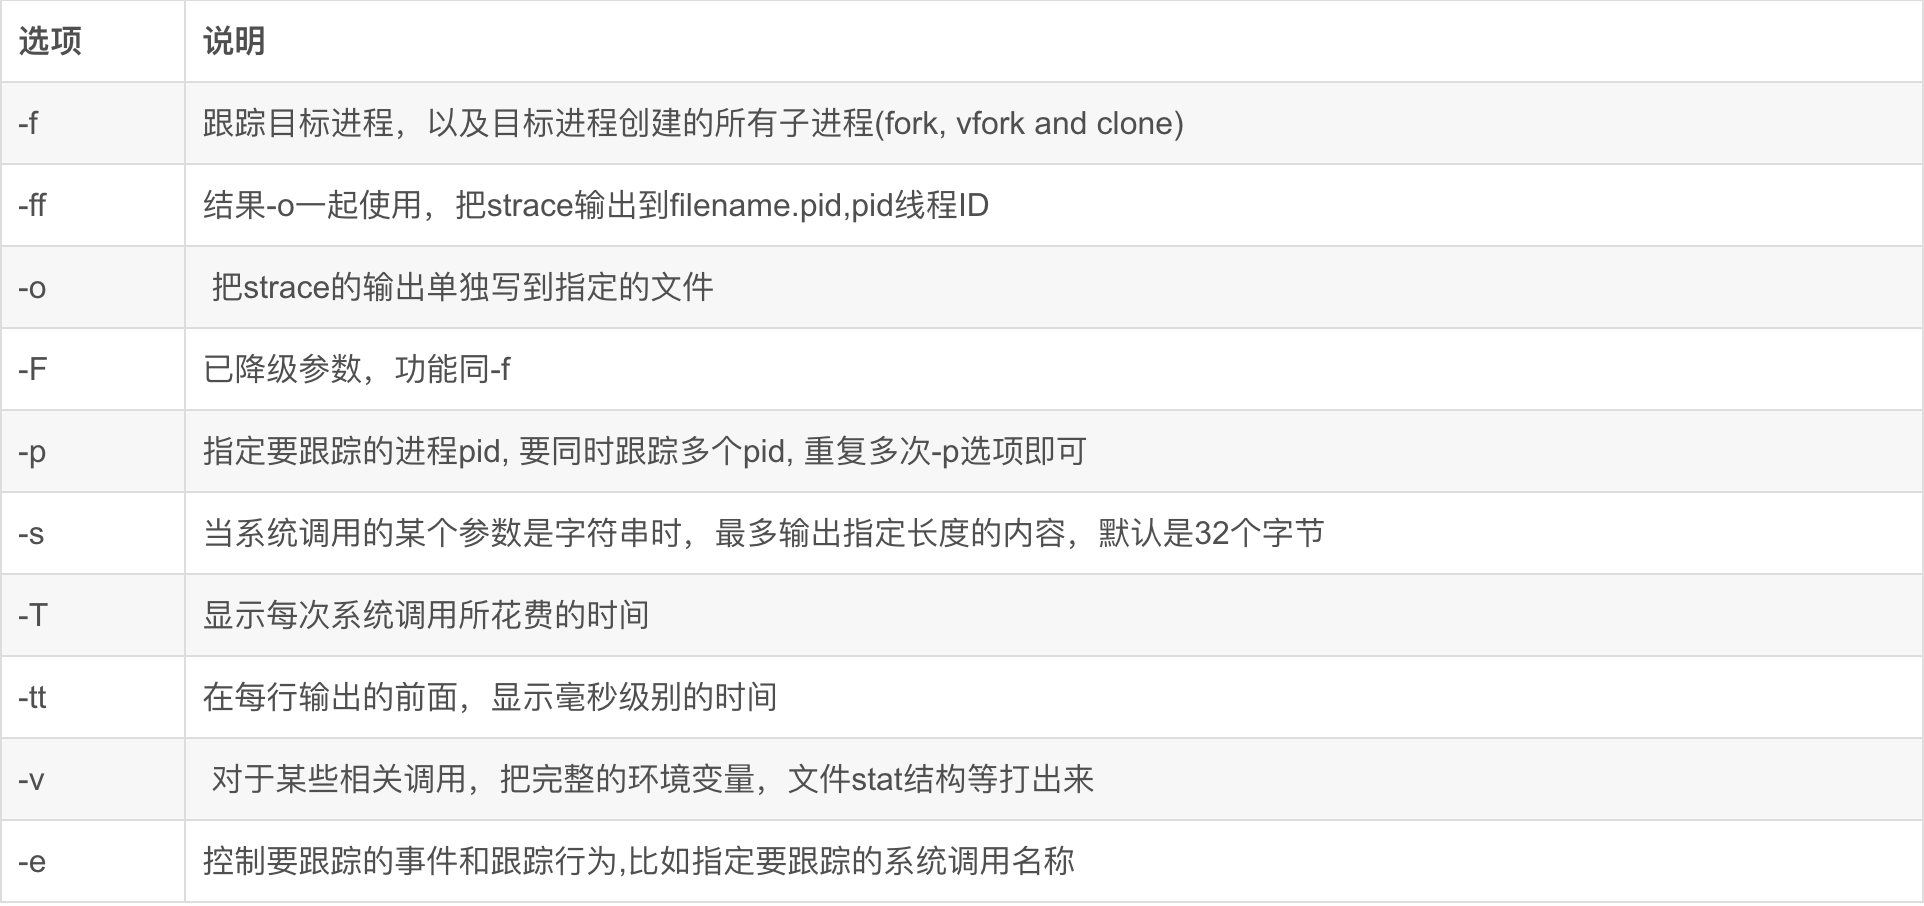 选项 说明
-f 跟踪目标进程，以及目标进程创建的所有子进程(fork, vfork and clone)
-ff 结果-o一起使用，把strace输出到filename.pid,pid线程ID
-o 把strace的输出单独写到指定的文件
-F 已降级参数，功能同-f
-p 指定要跟踪的进程pid, 要同时跟踪多个pid, 重复多次-p选项即可
-s 当系统调用的某个参数是字符串时，最多输出指定长度的内容，默认是32个字节
-T 显示每次系统调用所花费的时间
-tt 在每行输出的前面，显示毫秒级别的时间
-v 对于某些相关调用，把完整的环境变量，文件stat结构等打出来
-e 控制要跟踪的事件和跟踪行为,比如指定要跟踪的系统调用名称